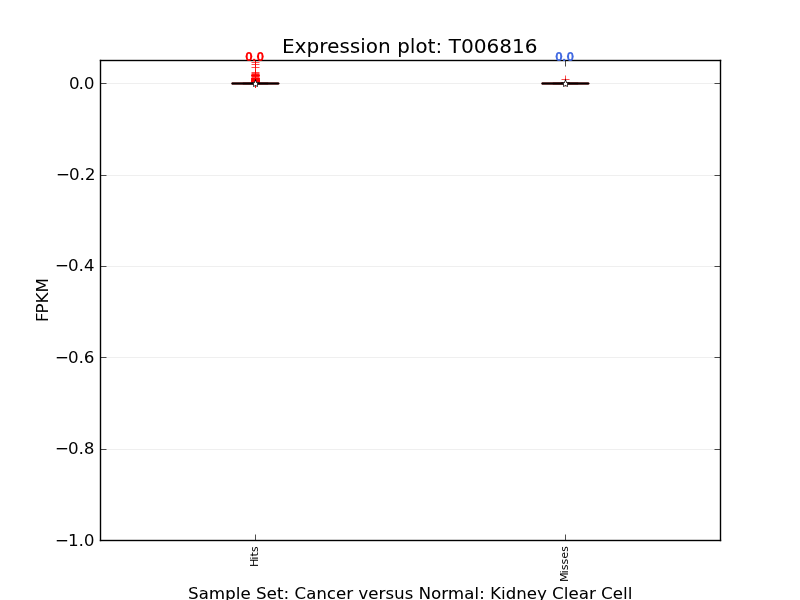 Expression plot: T006816
0.0
0.0
0.0
−0.2
−0.4
−0.6
−0.8
−1.0
FPKM
Hits
Misses
Sample Set: Cancer versus Normal: Kidney Clear Cell